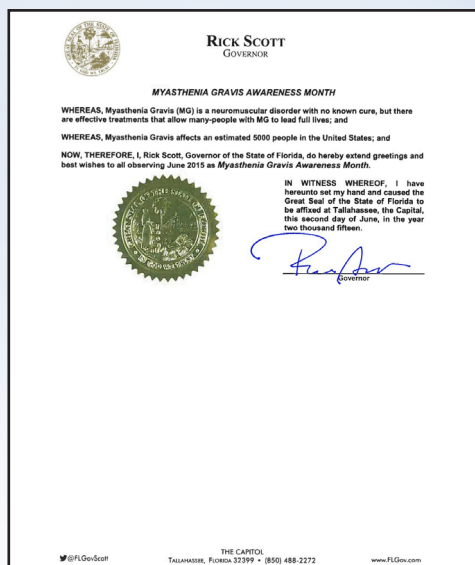 RICK SCOTT
GOVERNOR
MYASTHENIA GRAVIS AWARENESS MONTH
WHEREAS, Myasthenia Gravis (MG) is a neuromuscular disorder with no known cure, but there
are effective treatments that allow many-people with MG to lead full lives; and
WHEREAS, Myasthenia Gravis affects an estimated 5000 people in the United States; and
NOW, THEREFORE, I, Rick Scott, Governor of the State of Florida, do hereby extend greetings and
best wishes to all observing June 2015 as Myasthenia Gravis Awareness Month.
IN WITNESS WHEREOF, I have
hereunto set my hand and caused the
Great Seal of the State of Florida to
be affixed at Tallahassee, the Capital,
this second day of June, in the year
two thousand fifteen.
Governor
THE CAPITOL
@FLGovScott TALLAHASSEE, FLORIDA 32399 • (850) 488-2272 www.FLGov.com